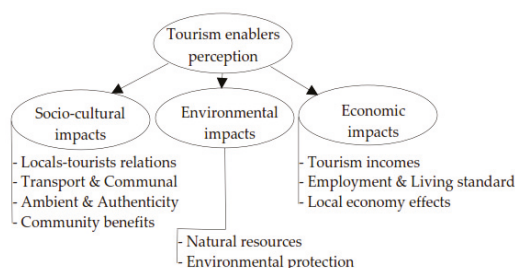 Tourism enablers
perception
Socio-cultural
impacts
Environmental
impacts
Economic
impacts
- Locals-tourists relations
- Transport & Communal
- Ambient & Authenticity
- Community benefits
- Natural resources
- Environmental protection
- Tourism incomes
- Employment & Living standard
- Local economy effects